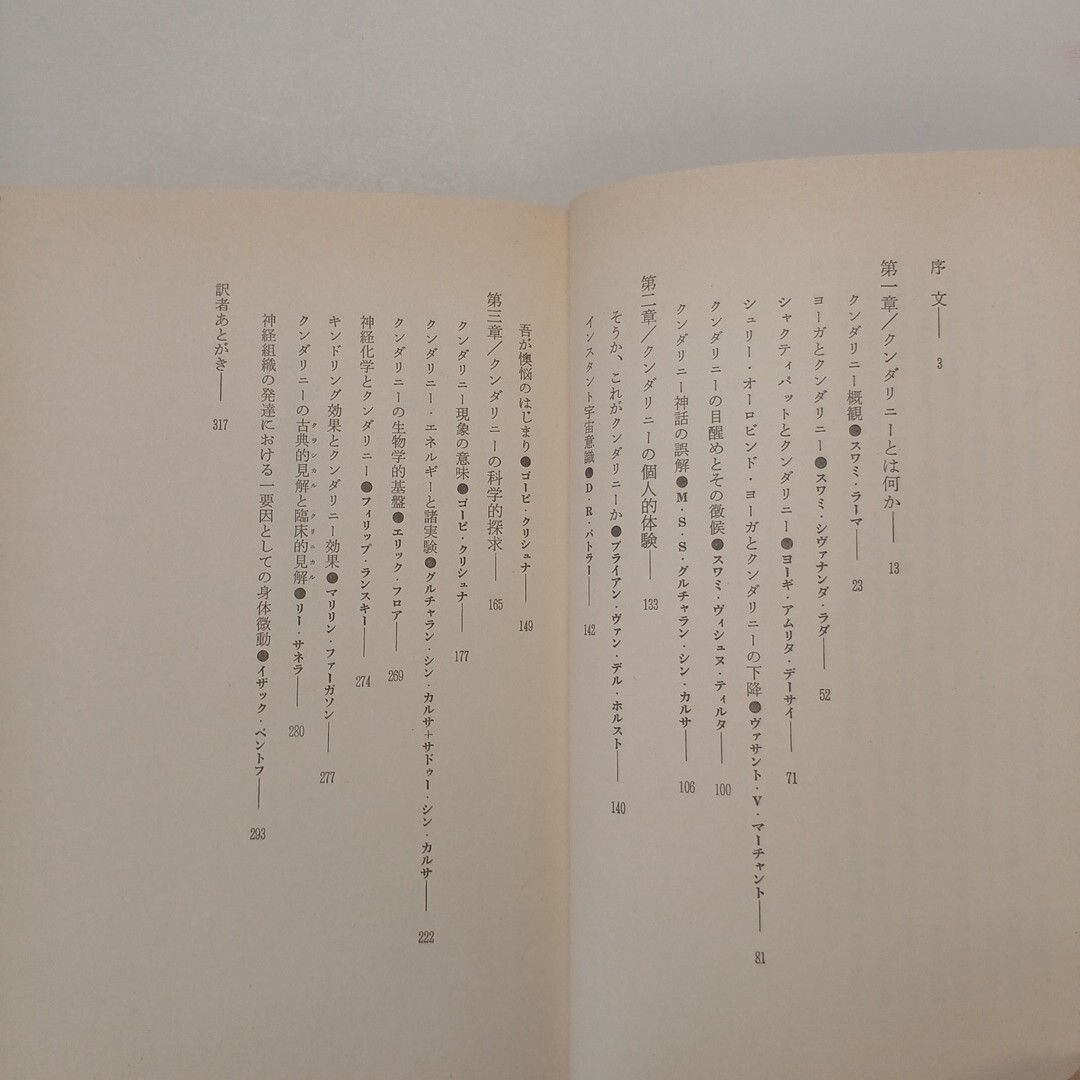 序文―― 3
第一章／クンダリニーとは何か―― 13
クンダリニー概観●スワミ・ラーマ―― 23
ヨーガとクンダリニー●スワミ・シヴァナンダ・ラダ―― 52
シャクティパットとクンダリニー●ヨーギ・アムリタ・デーサイ―― 71
シュリー・オーロビンド・ヨーガとクンダリニーの下降●ヴァサント・V・マーチャント―― 81
クンダリニーの目醒めとその徴候●スワミ・ヴィシュヌ・ティルタ―― 100
クンダリニー神話の誤解●M・S・S・グルチャラン・シン・カルサ―― 106
第二章／クンダリニーの個人的体験―― 133
そうか、これがクンダリニーか●ブライアン・ヴァン・デル・ホルスト―― 140
インスタント宇宙意識●D・R・バトラー―― 142
吾が懊悩のはじまり●ゴーピ・クリシュナ―― 149
第三章／クンダリニーの科学的探求―― 165
クンダリニー現象の意味●ゴーピ・クリシュナ―― 177
クンダリニー・エネルギーと諸実験●グルチャラン・シン・カルサ＋サドゥー・シン・カルサ―― 222
クンダリニーの生物学的基盤●エリック・フロア―― 269
神経化学とクンダリニー●フィリップ・ランスキー―― 274
キンドリング効果とクンダリニー効果●マリリン・ファーガソン―― 277
クンダリニーの古典的見解と臨床的見解●リー・サネラ―― 280
クラシカル クリニカル
神経組織の発達における一要因としての身体微動●イザック・ベントフ―― 293
訳者あとがき―― 317